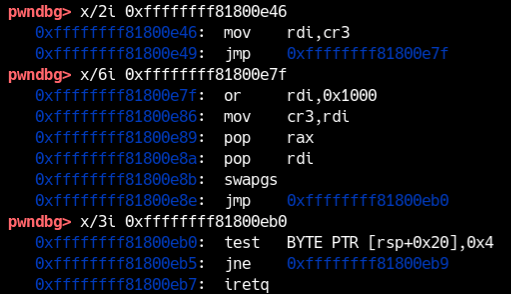 pwndbg> x/2i 0xffffffff81800e46
0xffffffff81800e46: mov rdi,cr3
0xffffffff81800e49: jmp 0xffffffff81800e7f
pwndbg> x/6i 0xffffffff81800e7f
0xffffffff81800e7f: or rdi,0x1000
0xffffffff81800e86: mov cr3,rdi
0xffffffff81800e89: pop rax
0xffffffff81800e8a: pop rdi
0xffffffff81800e8b: swapgs
0xffffffff81800e8e: jmp 0xffffffff81800eb0
pwndbg> x/3i 0xffffffff81800eb0
0xffffffff81800eb0: test BYTE PTR [rsp+0x20],0x4
0xffffffff81800eb5: jne 0xffffffff81800eb9
0xffffffff81800eb7: iretq